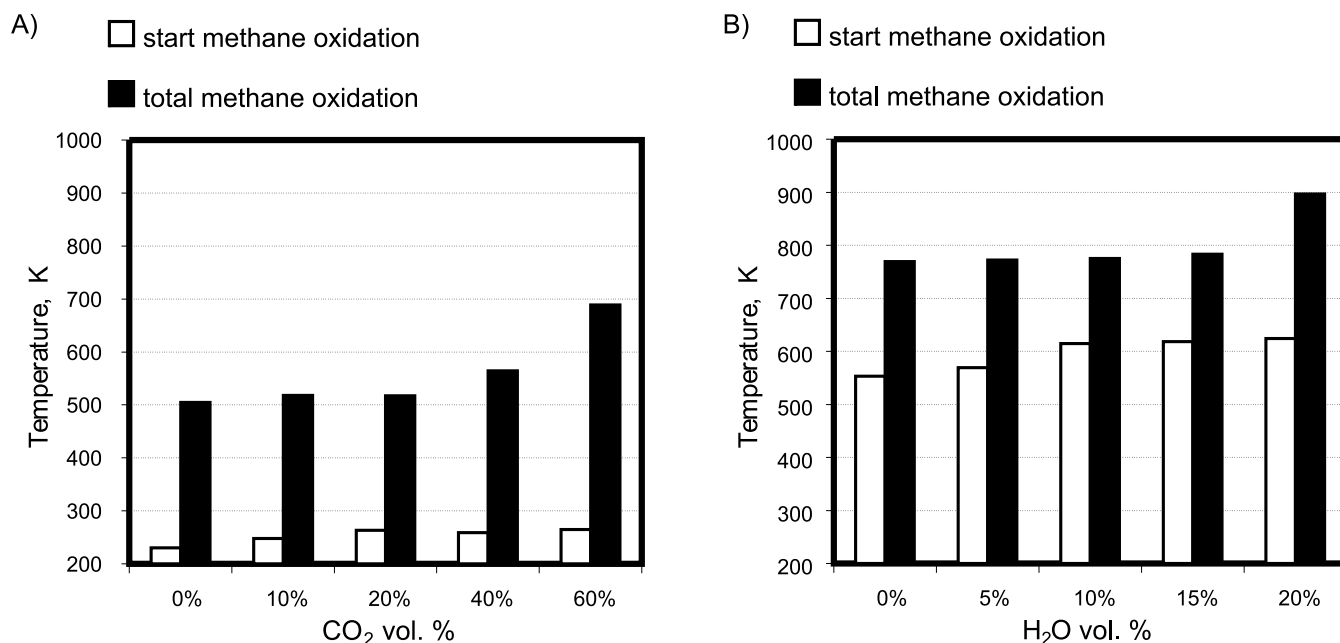 A)
start methane oxidation
total methane oxidation
1000
900
800
700
600
500
400
300
200
Temperature, K
0% 10% 20% 40% 60%
CO₂ vol. %
B)
start methane oxidation
total methane oxidation
1000
900
800
700
600
500
400
300
200
Temperature, K
0% 5% 10% 15% 20%
H₂O vol. %